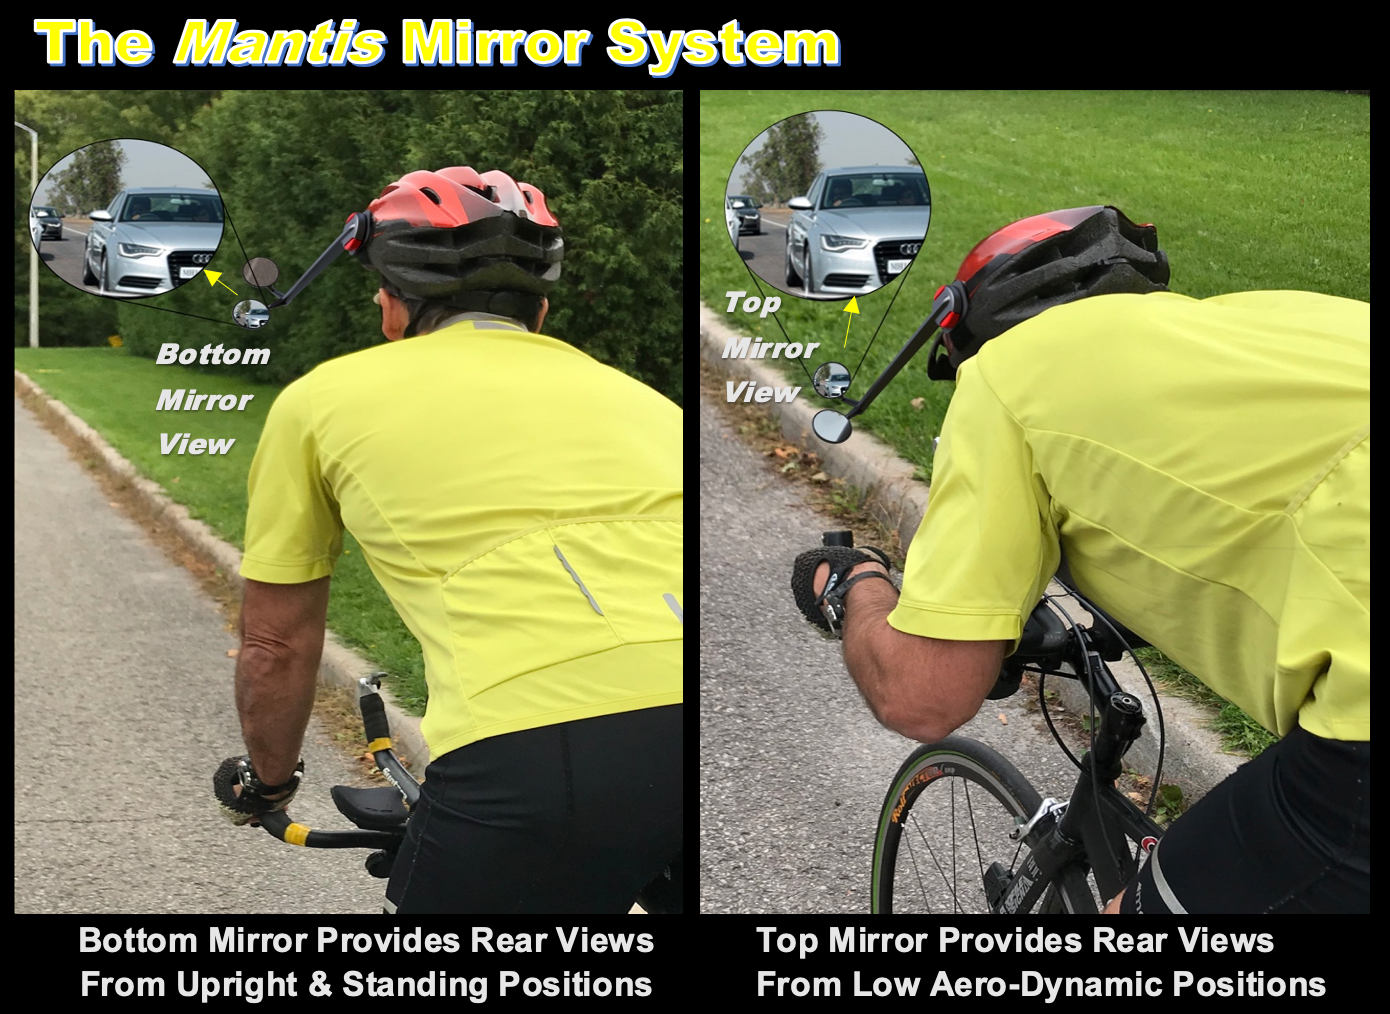 The Mantis Mirror System
Bottom
Mirror
View
Top
Mirror
View
Bottom Mirror Provides Rear Views
From Upright & Standing Positions
Top Mirror Provides Rear Views
From Low Aero-Dynamic Positions